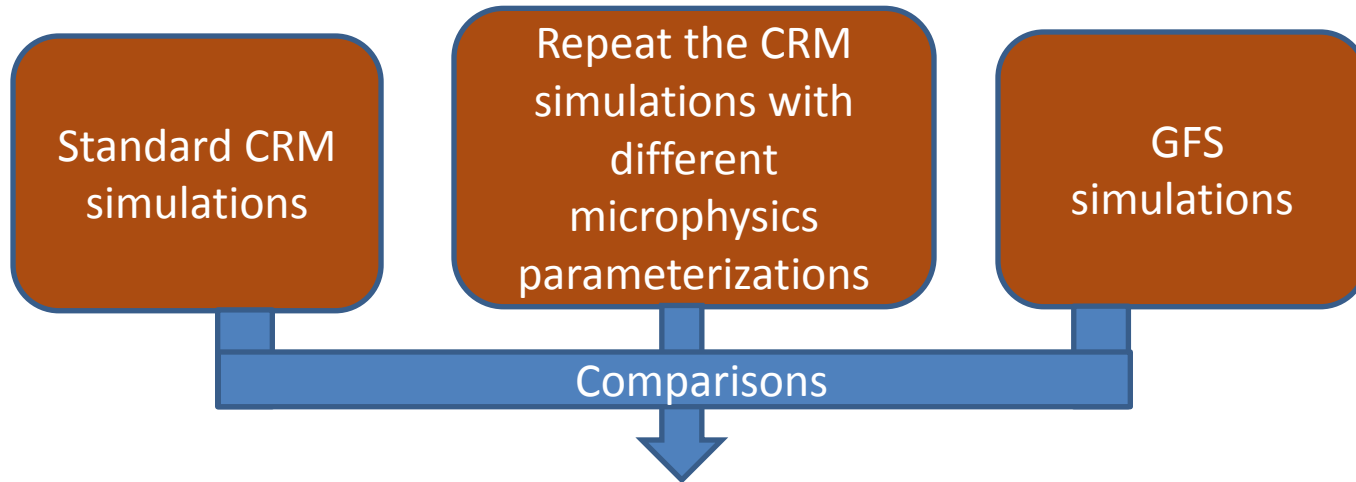 Standard CRM
simulations
Repeat the CRM
simulations with
different
microphysics
parameterizations
GFS
simulations
Comparisons